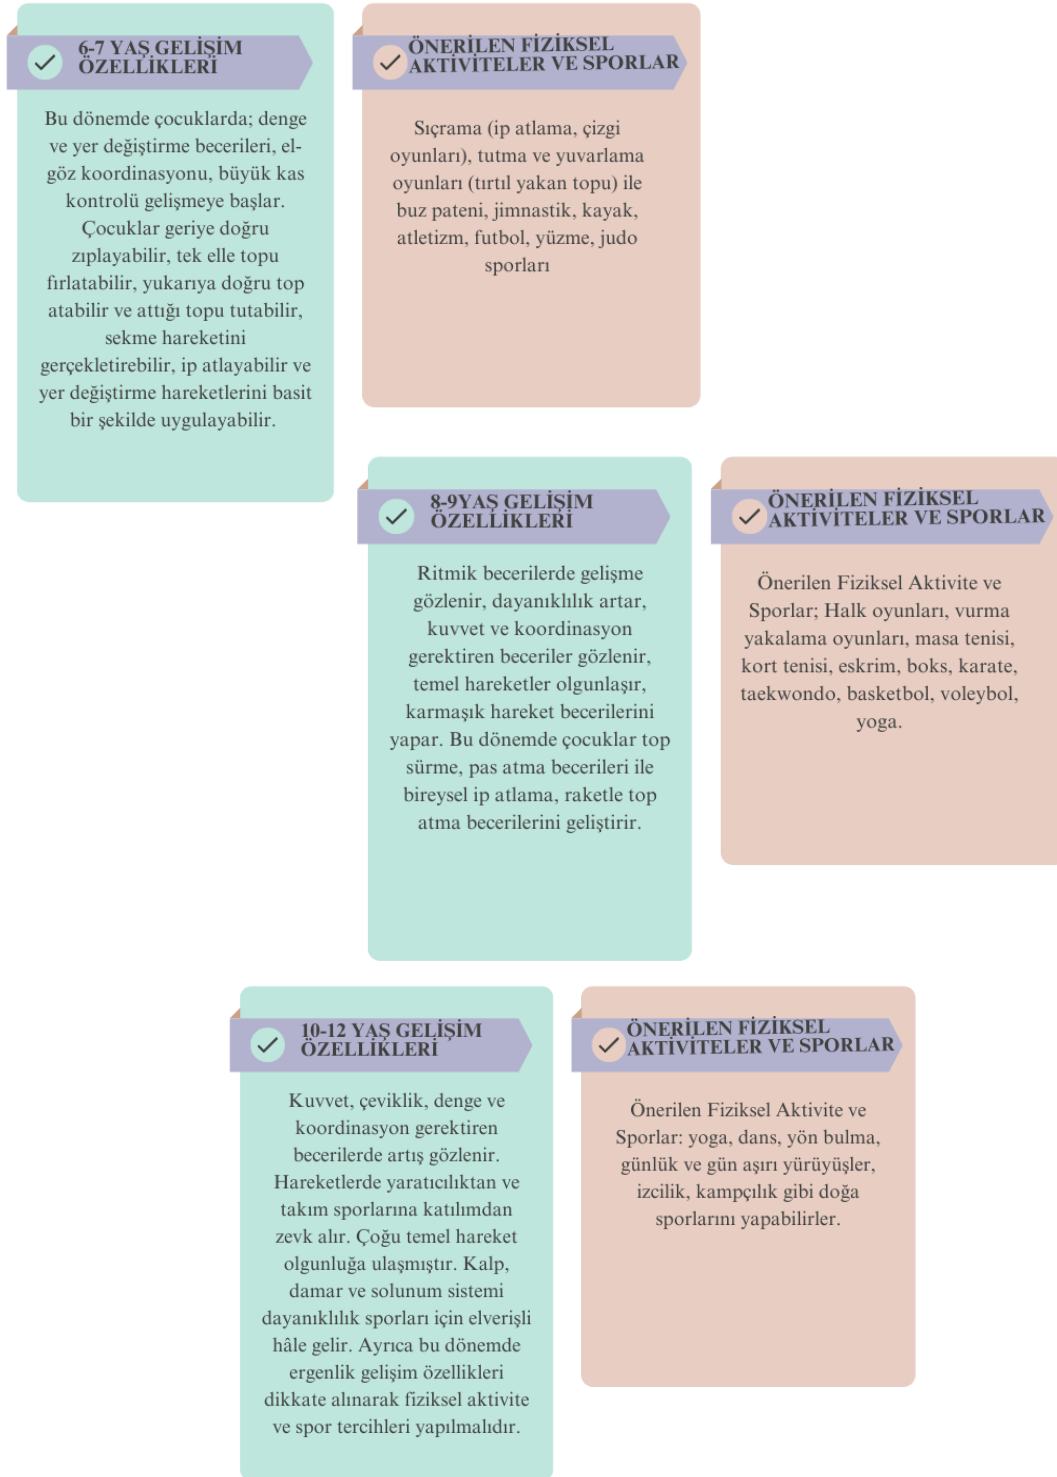 6-7 YAŞ GELİŞİM
ÖZELLİKLERİ
Bu dönemde çocuklarda; denge
ve yer değiştirme becerileri, el-
göz koordinasyonu, büyük kas
kontrolü gelişmeye başlar.
Çocuklar geriye doğru
zıplayabilir, tek elle topu
fırlatabilir, yukarıya doğru top
atabilir ve attığı topu tutabilir,
sekme hareketini
gerçekletirebilir, ip atlayabilir ve
yer değiştirme hareketlerini basit
bir şekilde uygulayabilir.
ÖNERİLEN FİZİKSEL
AKTİVİTELER VE SPORLAR
Sıçrama (ip atlama, çizgi
oyunları), tutma ve yuvarlama
oyunları (tırtıl yakan topu) ile
buz pateni, jimnastik, kayak,
atletizm, futbol, yüzme, judo
sporları
8-9YAŞ GELİŞİM
ÖZELLİKLERİ
Ritmik becerilerde gelişme
gözlenir, dayanıklılık artar,
kuvvet ve koordinasyon
gerektiren beceriler gözlenir,
temel hareketler olgunlaşır,
karmaşık hareket becerilerini
yapar. Bu dönemde çocuklar top
sürme, pas atma becerileri ile
bireysel ip atlama, raketle top
atma becerilerini geliştirir.
ÖNERİLEN FİZİKSEL
AKTİVİTELER VE SPORLAR
Önerilen Fiziksel Aktivite ve
Sporlar; Halk oyunları, vurma
yakalama oyunları, masa tenisi,
kort tenisi, eskrim, boks, karate,
taekwondo, basketbol, voleybol,
yoga.
10-12 YAŞ GELİŞİM
ÖZELLİKLERİ
Kuvvet, çeviklik, denge ve
koordinasyon gerektiren
becerilerde artış gözlenir.
Hareketlerde yaratıcılıktan ve
takım sporlarına katılımdan
zevk alır. Çoğu temel hareket
olgunluğa ulaşmıştır. Kalp,
damar ve solunum sistemi
dayanıklılık sporları için elverişli
hâle gelir. Ayrıca bu dönemde
ergenlik gelişim özellikleri
dikkate alınarak fiziksel aktivite
ve spor tercihleri yapılmalıdır.
ÖNERİLEN FİZİKSEL
AKTİVİTELER VE SPORLAR
Önerilen Fiziksel Aktivite ve
Sporlar: yoga, dans, yön bulma,
günlük ve gün aşırı yürüyüşler,
izcilik, kampçılık gibi doğa
sporlarını yapabilirler.